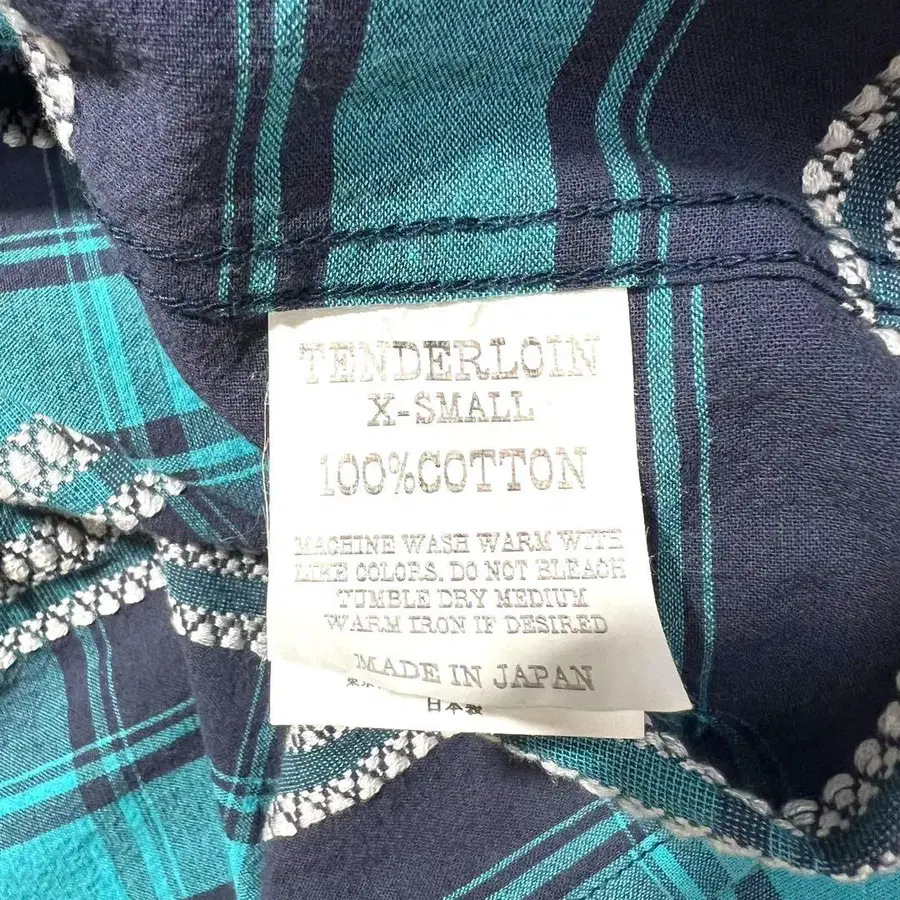 TENDERLOIN
X-SMALL
100%COTTON
MACHINE WASH WARM WITH
LIKE COLORS. DO NOT BLEACH
TUMBLE DRY MEDIUM
WARM IRON IF DESIRED
MADE IN JAPAN
日本製